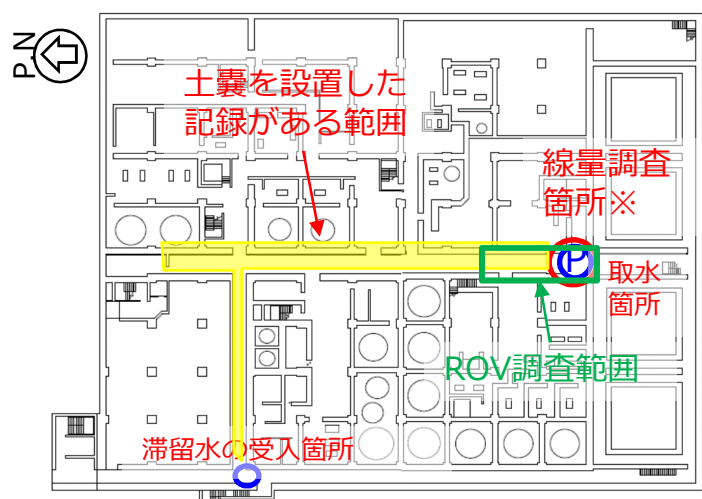 P.N
土嚢を設置した
記録がある範囲
線量調査
箇所※
P
取水
箇所
ROV調査範囲
滞留水の受入箇所